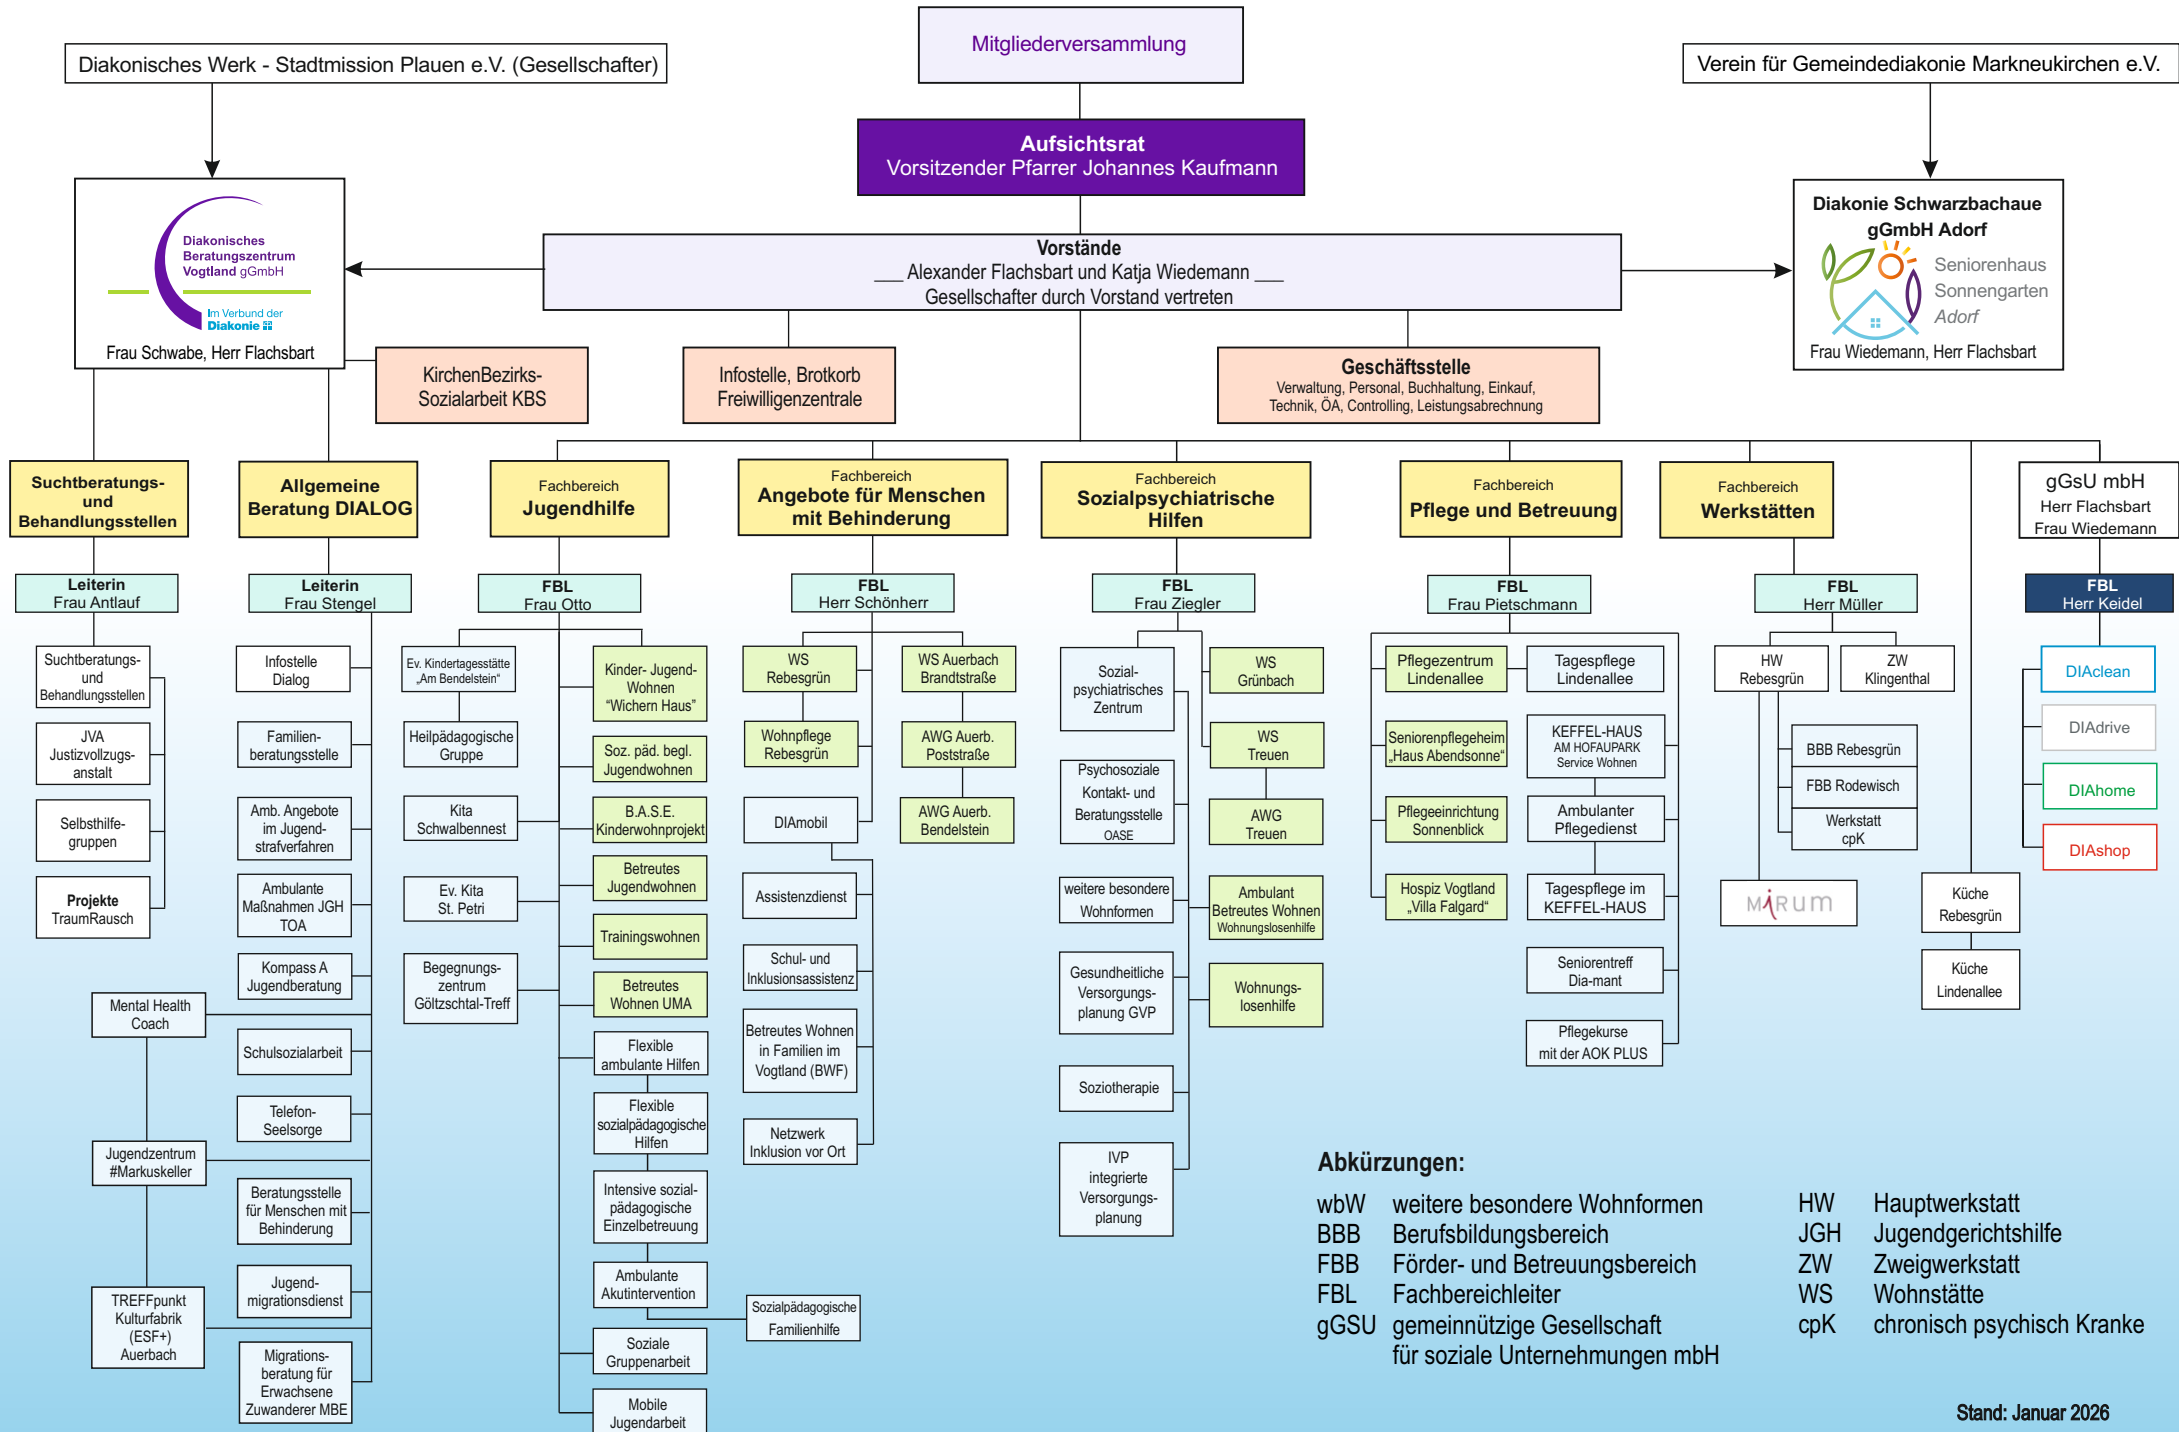 Mitgliederversammlung
Diakonisches Werk - Stadtmission Plauen e.V. (Gesellschafter)
Verein für Gemeindediakonie Markneukirchen e.V.
Aufsichtsrat
Vorsitzender Pfarrer Johannes Kaufmann
Diakonisches
Beratungszentrum
Vogtland gGmbH
Im Verbund der
Diakonie
Frau Schwabe, Herr Flachsbart
Vorstände
___ Alexander Flachsbart und Katja Wiedemann ___
Gesellschafter durch Vorstand vertreten
Diakonie Schwarzbachaue
gGmbH Adorf
Seniorenhaus
Sonnengarten
Adorf
Frau Wiedemann, Herr Flachsbart
KirchenBezirks-
Sozialarbeit KBS
Infostelle, Brotkorb
Freiwilligenzentrale
Geschäftsstelle
Verwaltung, Personal, Buchhaltung, Einkauf,
Technik, ÖA, Controlling, Leistungsabrechnung
Suchtberatungs-
und
Behandlungsstellen
Leiterin
Frau Antlauf
Suchtberatungs-
und
Behandlungsstellen
JVA
Justizvollzugs-
anstalt
Selbsthilfe-
gruppen
Projekte
TraumRausch
Allgemeine
Beratung DIALOG
Leiterin
Frau Stengel
Infostelle
Dialog
Familien-
beratungsstelle
Amb. Angebote
im Jugend-
strafverfahren
Ambulante
Maßnahmen JGH
TOA
Kompass A
Jugendberatung
Mental Health
Coach
Schulsozialarbeit
Telefon-
Seelsorge
Jugendzentrum
#Markuskeller
Beratungsstelle
für Menschen mit
Behinderung
Jugend-
migrationsdienst
TREFFpunkt
Kulturfabrik
(ESF+)
Auerbach
Migrations-
beratung für
Erwachsene
Zuwanderer MBE
Fachbereich
Jugendhilfe
FBL
Frau Otto
Ev. Kindertagesstätte
„Am Bendelstein“
Heilpädagogische
Gruppe
Kita
Schwalbennest
Ev. Kita
St. Petri
Begegnungs-
zentrum
Göltzschtal-Treff
Kinder- Jugend-
Wohnen
“Wichern Haus”
Soz. päd. begl.
Jugendwohnen
B.A.S.E.
Kinderwohnprojekt
Betreutes
Jugendwohnen
Trainingswohnen
Betreutes
Wohnen UMA
Flexible
ambulante Hilfen
Flexible
sozialpädagogische
Hilfen
Intensive sozial-
pädagogische
Einzelbetreuung
Ambulante
Akutintervention
Sozialpädagogische
Familienhilfe
Soziale
Gruppenarbeit
Mobile
Jugendarbeit
Fachbereich
Angebote für Menschen
mit Behinderung
FBL
Herr Schönherr
WS
Rebesgrün
Wohnpflege
Rebesgrün
DIAmobil
Assistenzdienst
Schul- und
Inklusionsassistenz
Betreutes Wohnen
in Familien im
Vogtland (BWF)
Netzwerk
Inklusion vor Ort
WS Auerbach
Brandtstraße
AWG Auerb.
Poststraße
AWG Auerb.
Bendelstein
Fachbereich
Sozialpsychiatrische
Hilfen
FBL
Frau Ziegler
Sozial-
psychiatrisches
Zentrum
Psychosoziale
Kontakt- und
Beratungsstelle
OASE
weitere besondere
Wohnformen
Gesundheitliche
Versorgungs-
planung GVP
Soziotherapie
IVP
integrierte
Versorgungs-
planung
WS
Grünbach
WS
Treuen
AWG
Treuen
Ambulant
Betreutes Wohnen
Wohnungslosenhilfe
Wohnungs-
losenhilfe
Fachbereich
Pflege und Betreuung
FBL
Frau Pietschmann
Pflegezentrum
Lindenallee
Seniorenpflegeheim
„Haus Abendsonne“
Pflegeeinrichtung
Sonnenblick
Hospiz Vogtland
„Villa Falgard“
Tagespflege
Lindenallee
KEFFEL-HAUS
AM HOFAUPARK
Service Wohnen
Ambulanter
Pflegedienst
Tagespflege im
KEFFEL-HAUS
Seniorentreff
Dia-mant
Pflegekurse
mit der AOK PLUS
Fachbereich
Werkstätten
FBL
Herr Müller
HW
Rebesgrün
ZW
Klingenthal
BBB Rebesgrün
FBB Rodewisch
Werkstatt
cpK
MiRUM
Küche
Rebesgrün
Küche
Lindenallee
gGsU mbH
Herr Flachsbart
Frau Wiedemann
FBL
Herr Keidel
DIAclean
DIAdrive
DIAhome
DIAshop
Abkürzungen:
wbW weitere besondere Wohnformen
BBB Berufsbildungsbereich
FBB Förder- und Betreuungsbereich
FBL Fachbereichleiter
gGSU gemeinnützige Gesellschaft
für soziale Unternehmungen mbH
HW Hauptwerkstatt
JGH Jugendgerichtshilfe
ZW Zweigwerkstatt
WS Wohnstätte
cpK chronisch psychisch Kranke
Stand: Januar 2026